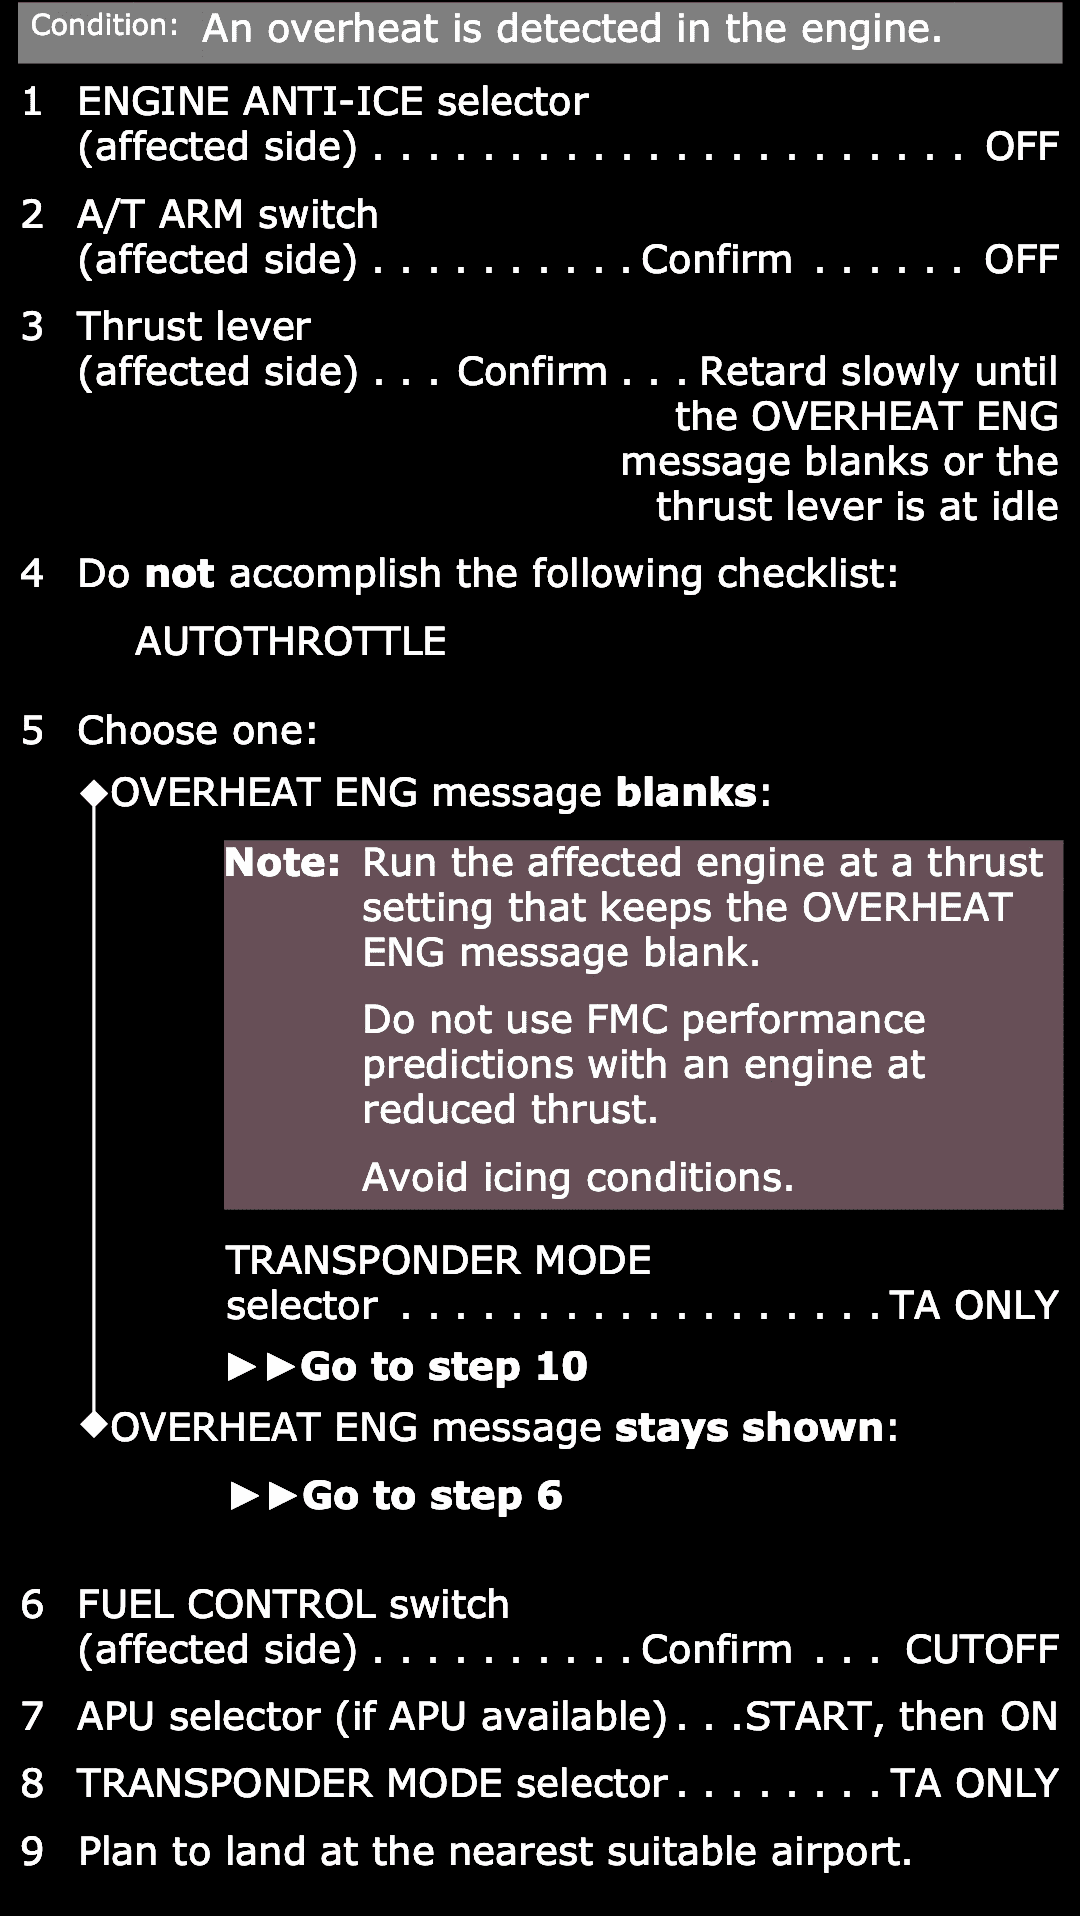 Condition: An overheat is detected in the engine.
1 ENGINE ANTI-ICE selector
(affected side) . . . . . . . . . . . . . . . . . . . . . . OFF
2 A/T ARM switch
(affected side) . . . . . . . . . . Confirm . . . . . . OFF
3 Thrust lever
(affected side) . . . Confirm . . . Retard slowly until
the OVERHEAT ENG
message blanks or the
thrust lever is at idle
4 Do not accomplish the following checklist:
AUTOTHROTTLE
5 Choose one:
◆OVERHEAT ENG message blanks:
Note: Run the affected engine at a thrust
setting that keeps the OVERHEAT
ENG message blank.
Do not use FMC performance
predictions with an engine at
reduced thrust.
Avoid icing conditions.
TRANSPONDER MODE
selector . . . . . . . . . . . . . . . . . . TA ONLY
►►Go to step 10
◆OVERHEAT ENG message stays shown:
►►Go to step 6
6 FUEL CONTROL switch
(affected side) . . . . . . . . . . Confirm . . . CUTOFF
7 APU selector (if APU available) . . .START, then ON
8 TRANSPONDER MODE selector . . . . . . . . TA ONLY
9 Plan to land at the nearest suitable airport.